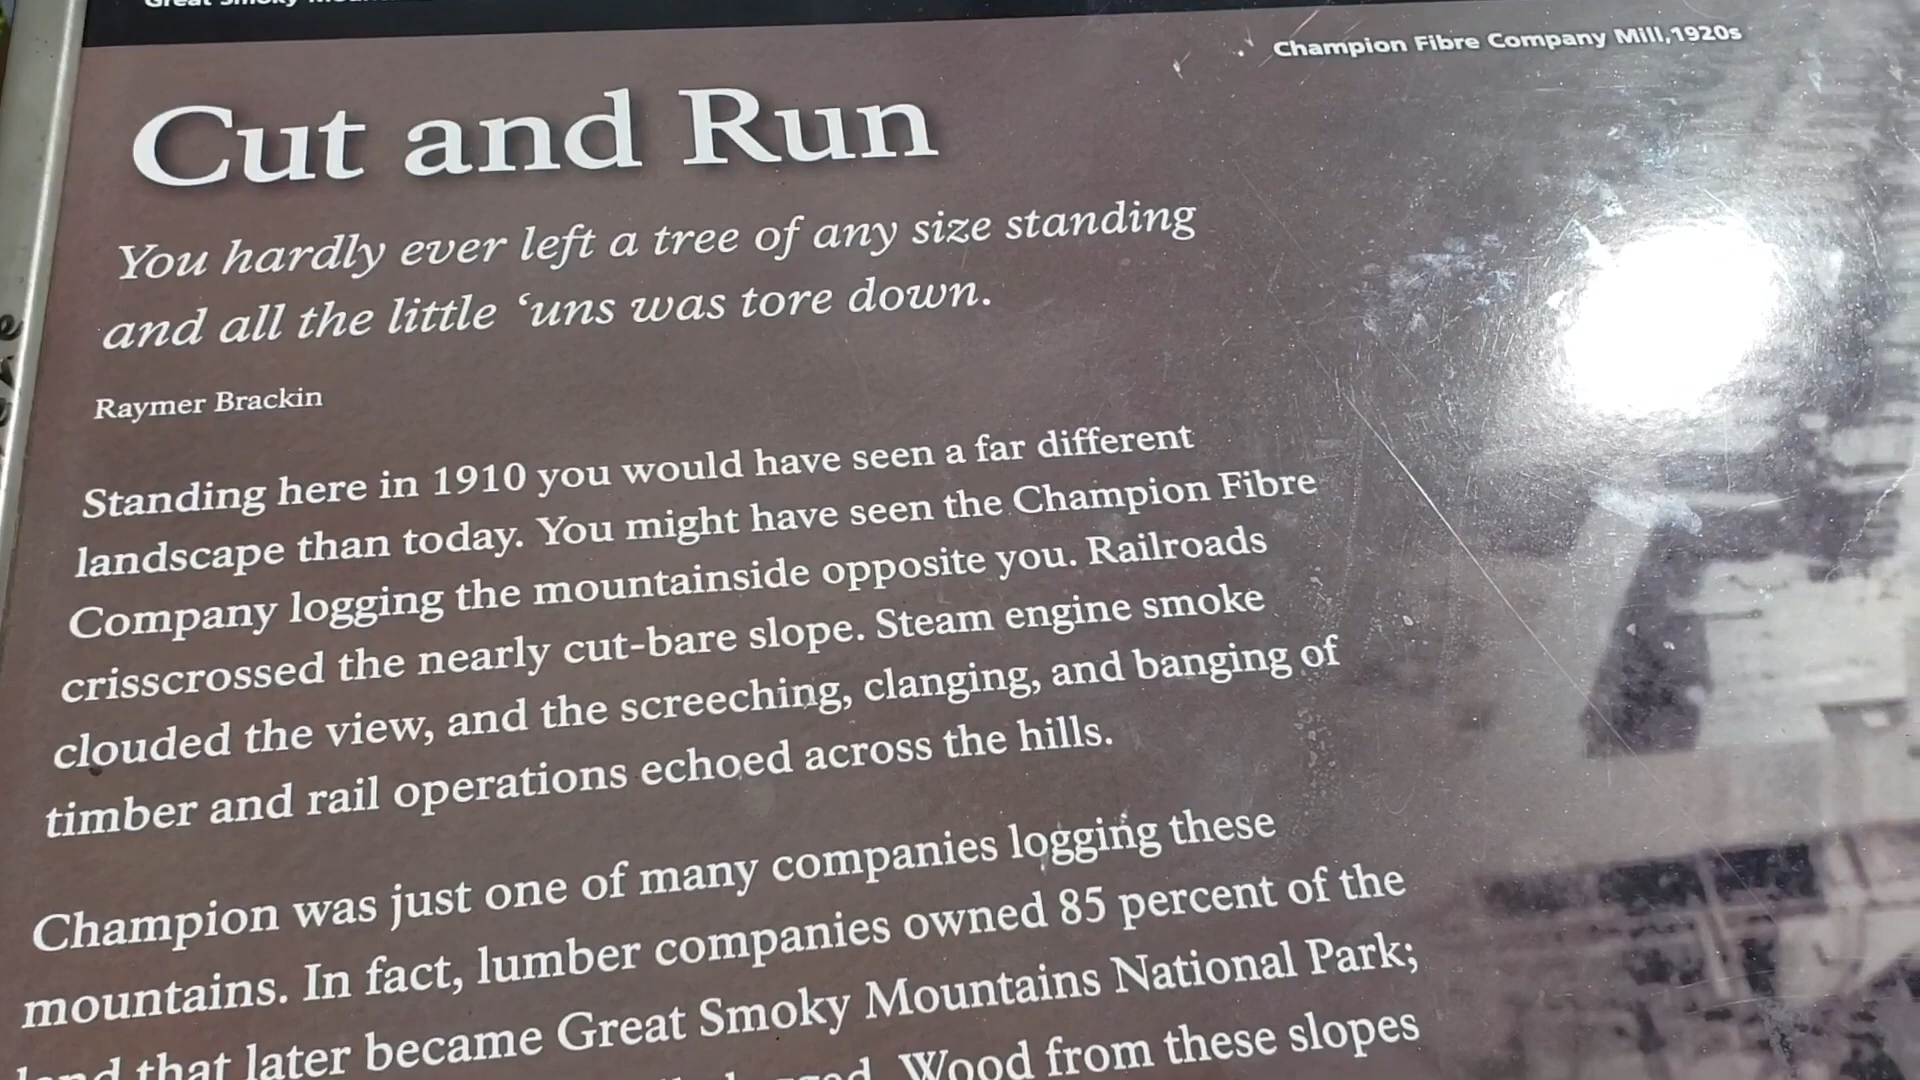 Great Smoky
Champion Fibre Company Mill,1920s
Cut and Run
You hardly ever left a tree of any size standing
and all the little ‘uns was tore down.
Raymer Brackin
Standing here in 1910 you would have seen a far different
landscape than today. You might have seen the Champion Fibre
Company logging the mountainside opposite you. Railroads
crisscrossed the nearly cut-bare slope. Steam engine smoke
clouded the view, and the screeching, clanging, and banging of
timber and rail operations echoed across the hills.
Champion was just one of many companies logging these
mountains. In fact, lumber companies owned 85 percent of the
land that later became Great Smoky Mountains National Park;
Wood from these slopes